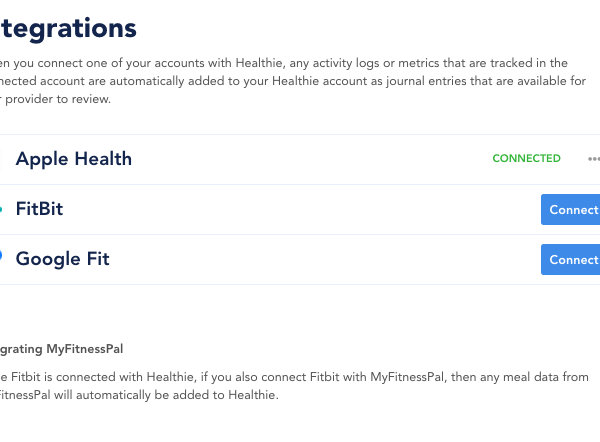 tegrations
en you connect one of your accounts with Healthie, any activity logs or metrics that are tracked in the
nected account are automatically added to your Healthie account as journal entries that are available for
r provider to review.
Apple Health CONNECTED •••
FitBit Connect
Google Fit Connect
grating MyFitnessPal
e Fitbit is connected with Healthie, if you also connect Fitbit with MyFitnessPal, then any meal data from
FitnessPal will automatically be added to Healthie.